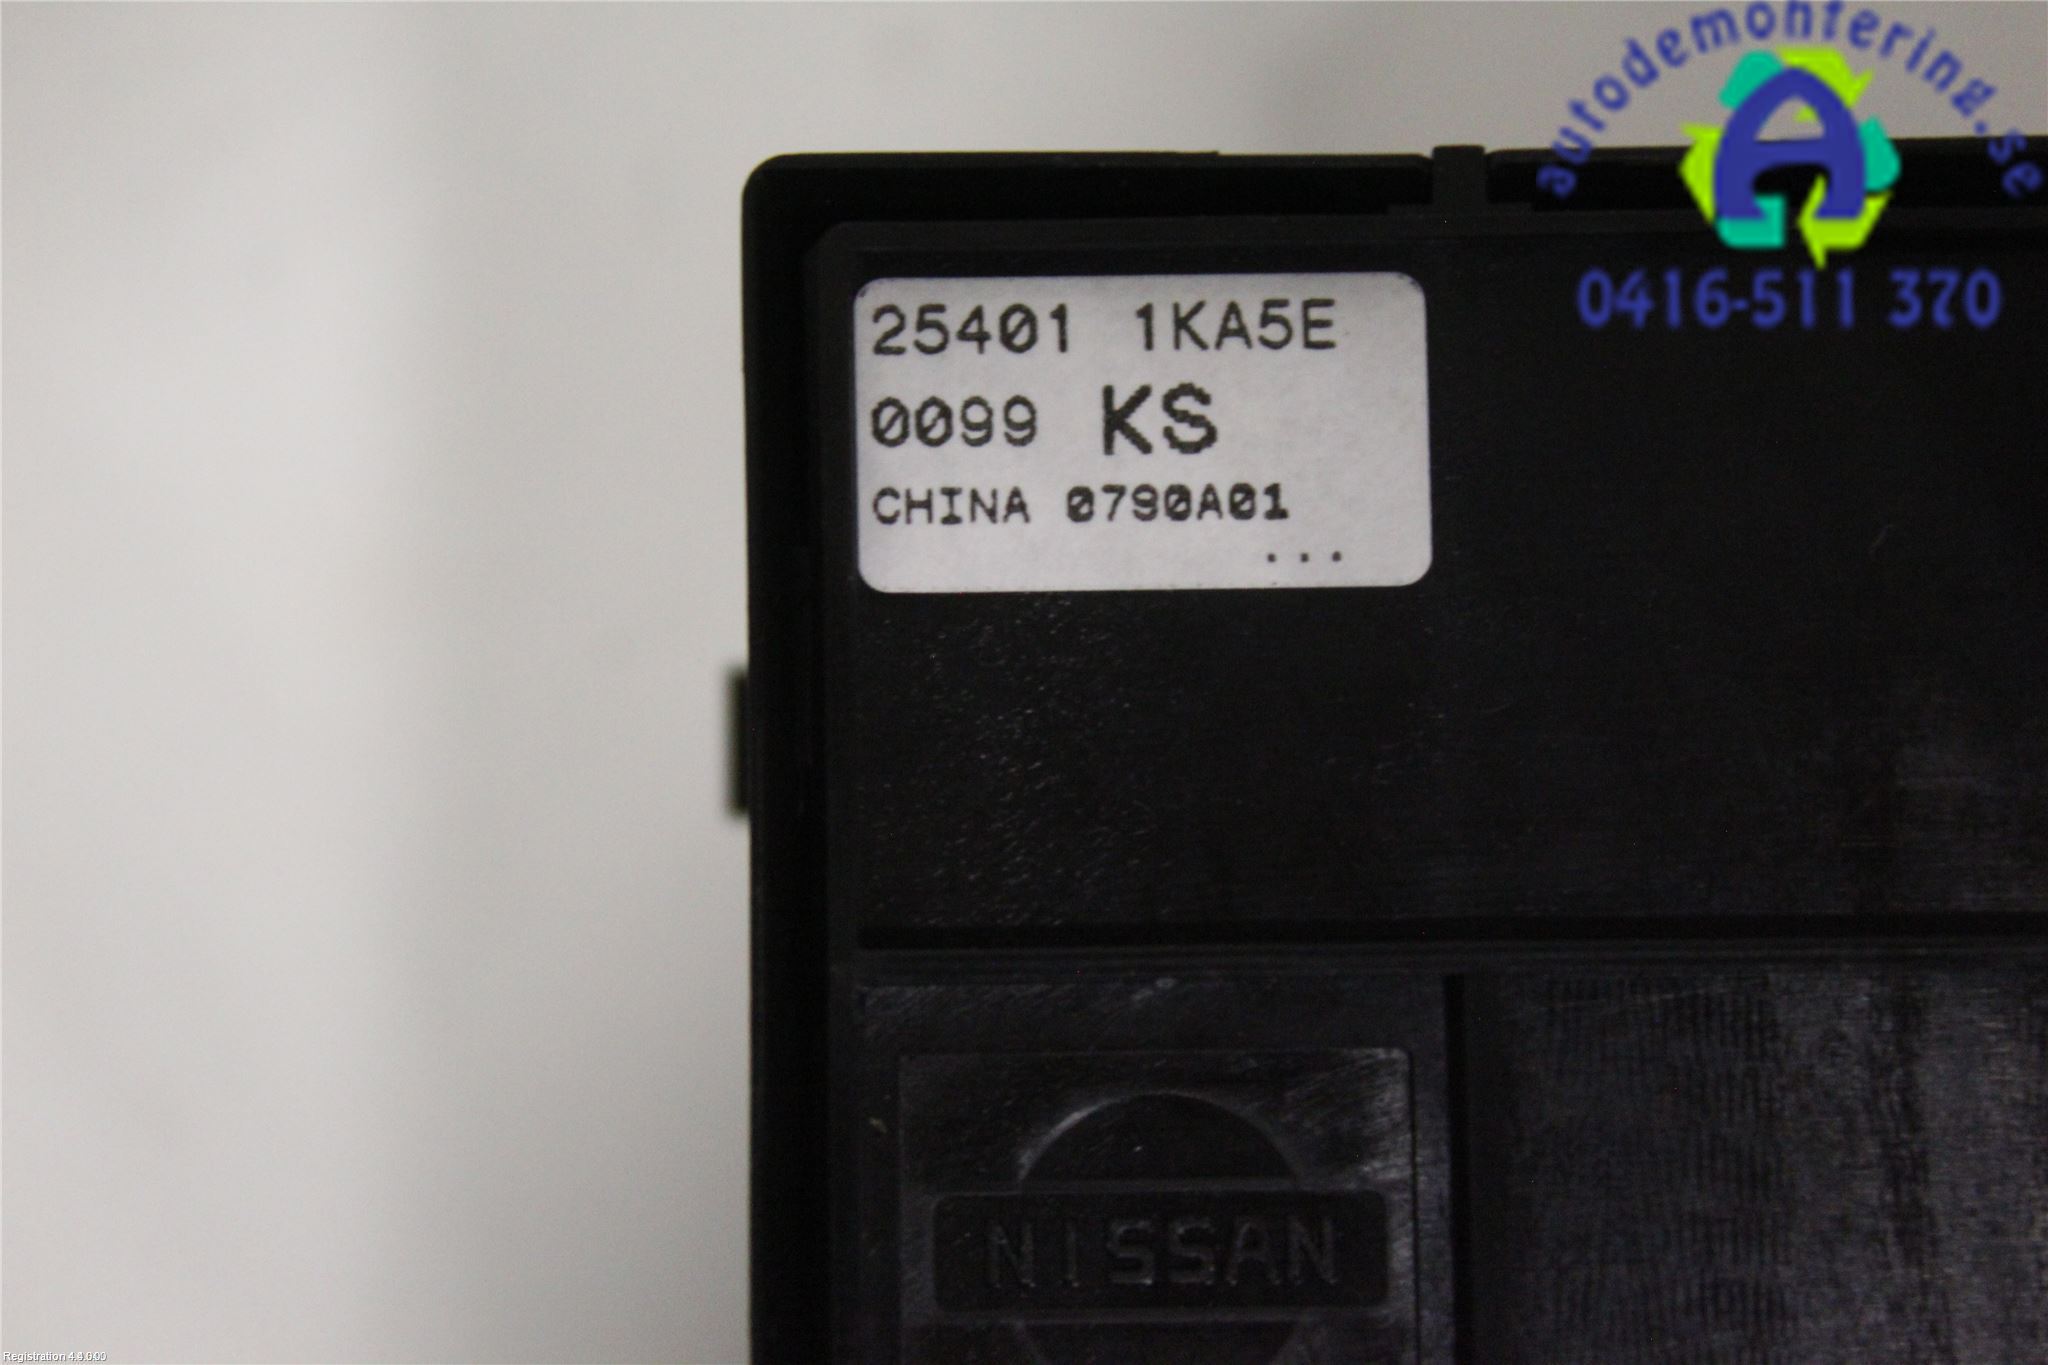 autodemontering.se
A
0416-511 370
25401 1KA5E
0099 KS
CHINA 0790A01
...
NISSAN